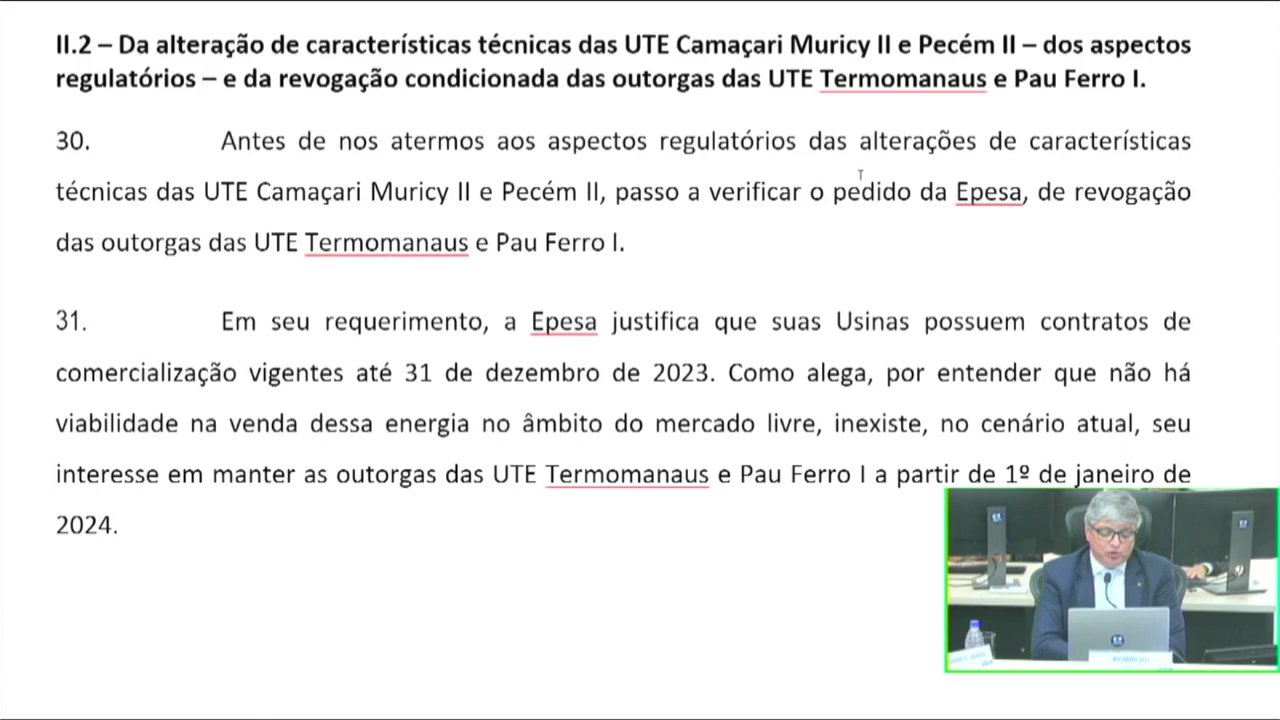 II.2 – Da alteração de características técnicas das UTE Camaçari Muricy II e Pecém II – dos aspectos
regulatórios – e da revogação condicionada das outorgas das UTE Termomanaus e Pau Ferro I.
30. Antes de nos atermos aos aspectos regulatórios das alterações de características
técnicas das UTE Camaçari Muricy II e Pecém II, passo a verificar o pedido da Epesa, de revogação
das outorgas das UTE Termomanaus e Pau Ferro I.
31. Em seu requerimento, a Epesa justifica que suas Usinas possuem contratos de
comercialização vigentes até 31 de dezembro de 2023. Como alega, por entender que não há
viabilidade na venda dessa energia no âmbito do mercado livre, inexiste, no cenário atual, seu
interesse em manter as outorgas das UTE Termomanaus e Pau Ferro I a partir de 1º de janeiro de
2024.